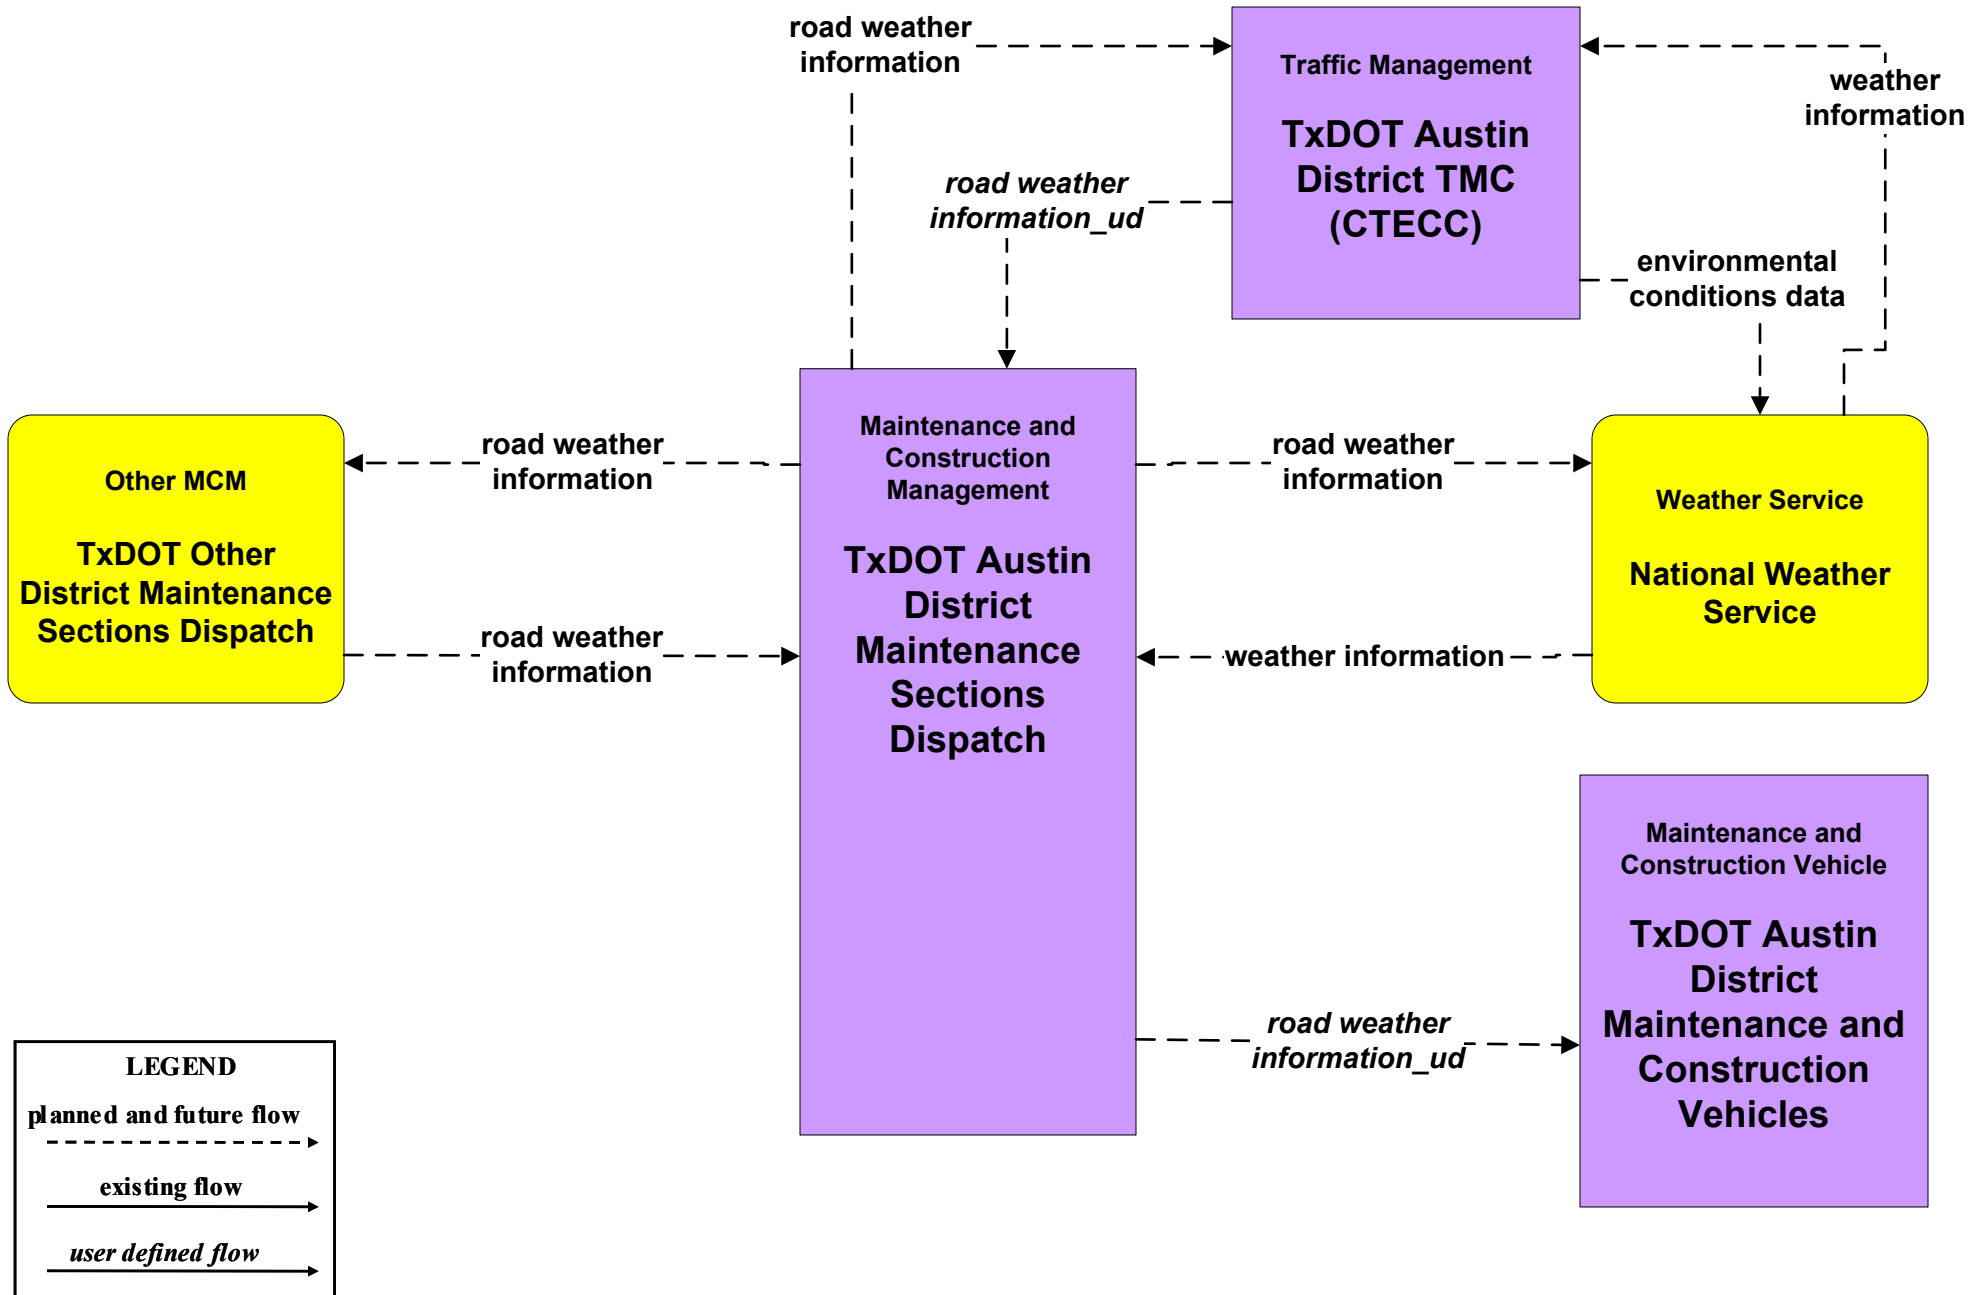 road weather
information
Traffic Management
TxDOT Austin
District TMC
(CTECC)
weather
information
road weather
information_ud
environmental
conditions data
Other MCM
TxDOT Other
District Maintenance
Sections Dispatch
road weather
information
road weather
information
Maintenance and
Construction
Management
TxDOT Austin
District
Maintenance
Sections
Dispatch
road weather
information
weather information
Weather Service
National Weather
Service
road weather
information_ud
Maintenance and
Construction Vehicle
TxDOT Austin
District
Maintenance and
Construction
Vehicles
LEGEND
planned and future flow
existing flow
user defined flow